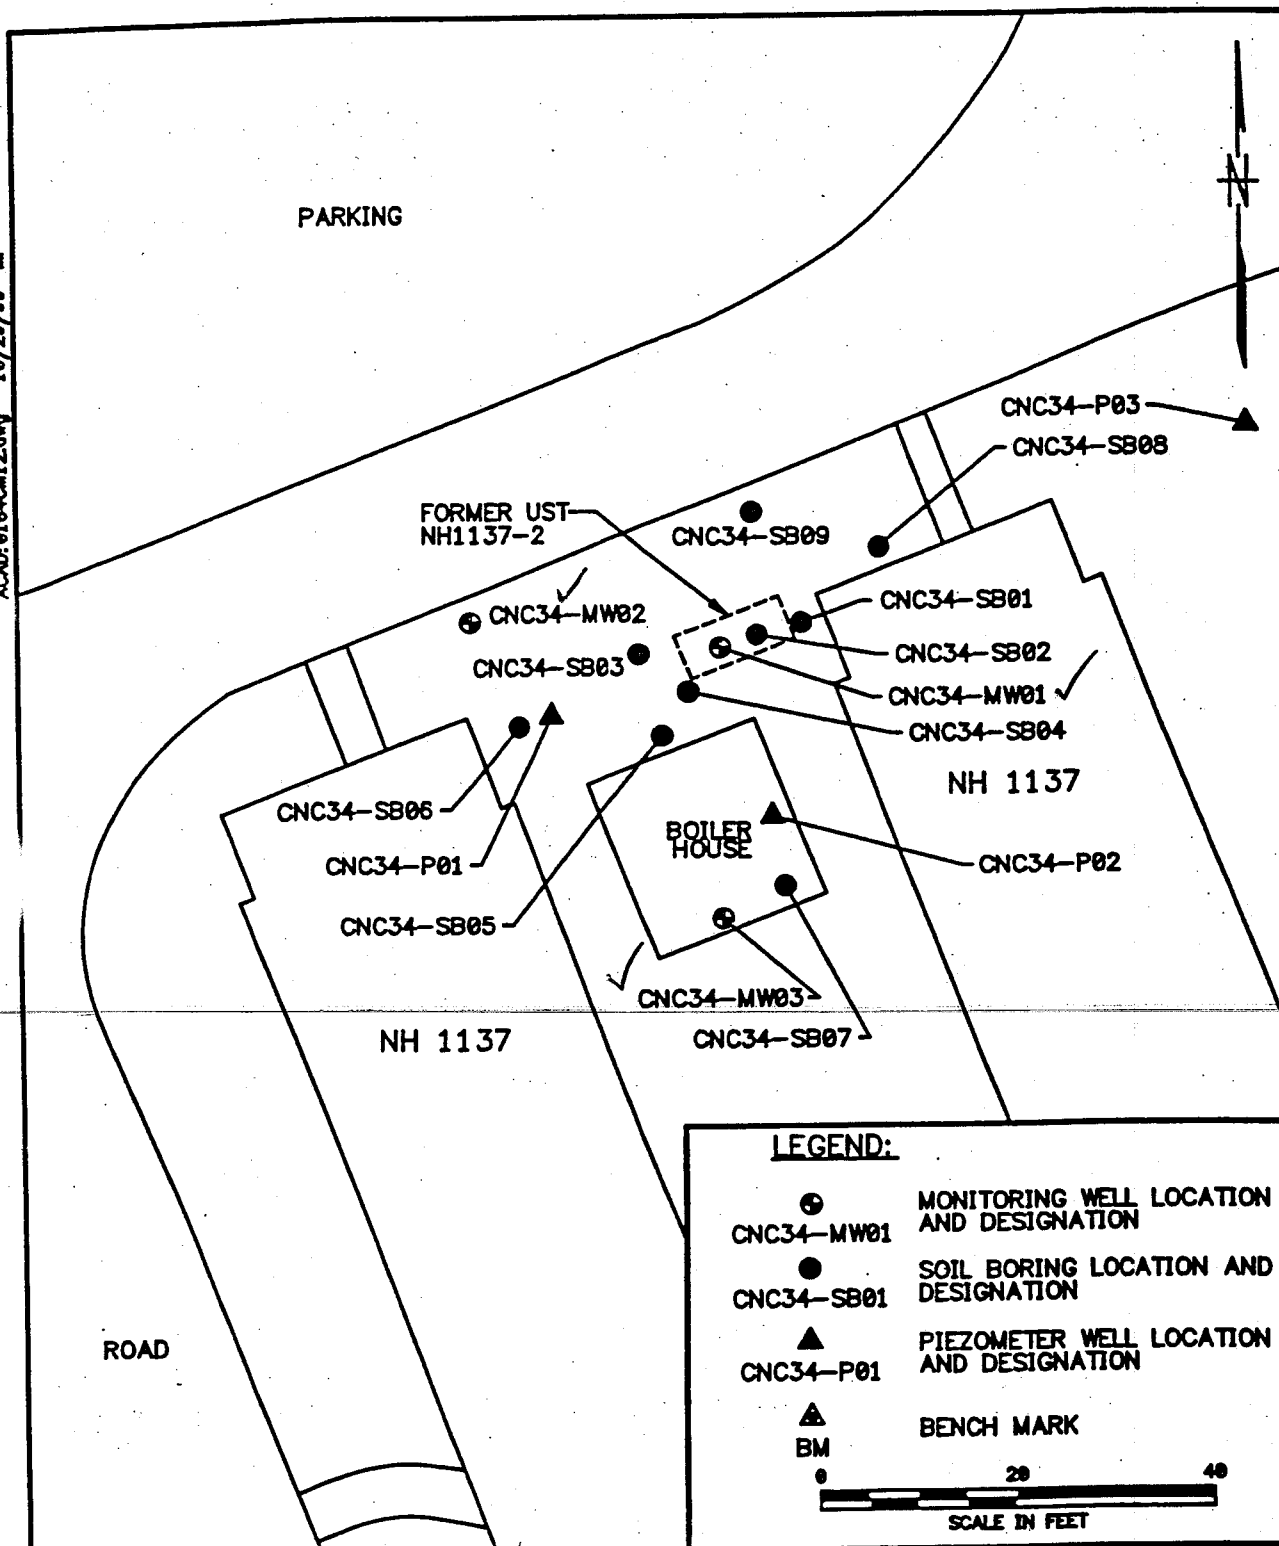 PARKING
N
CNC34-P03
CNC34-SB08
FORMER UST
NH1137-2
CNC34-SB09
CNC34-MW02
CNC34-SB01
CNC34-SB03
CNC34-SB02
CNC34-MW01
CNC34-SB04
NH 1137
CNC34-SB06
BOILER
HOUSE
CNC34-P01
CNC34-P02
CNC34-SB05
CNC34-MW03
NH 1137
CNC34-SB07
ROAD
LEGEND:
CNC34-MW01
MONITORING WELL LOCATION
AND DESIGNATION
CNC34-SB01
SOIL BORING LOCATION AND
DESIGNATION
CNC34-P01
PIEZOMETER WELL LOCATION
AND DESIGNATION
BM
BENCH MARK
0 20 40
SCALE IN FEET